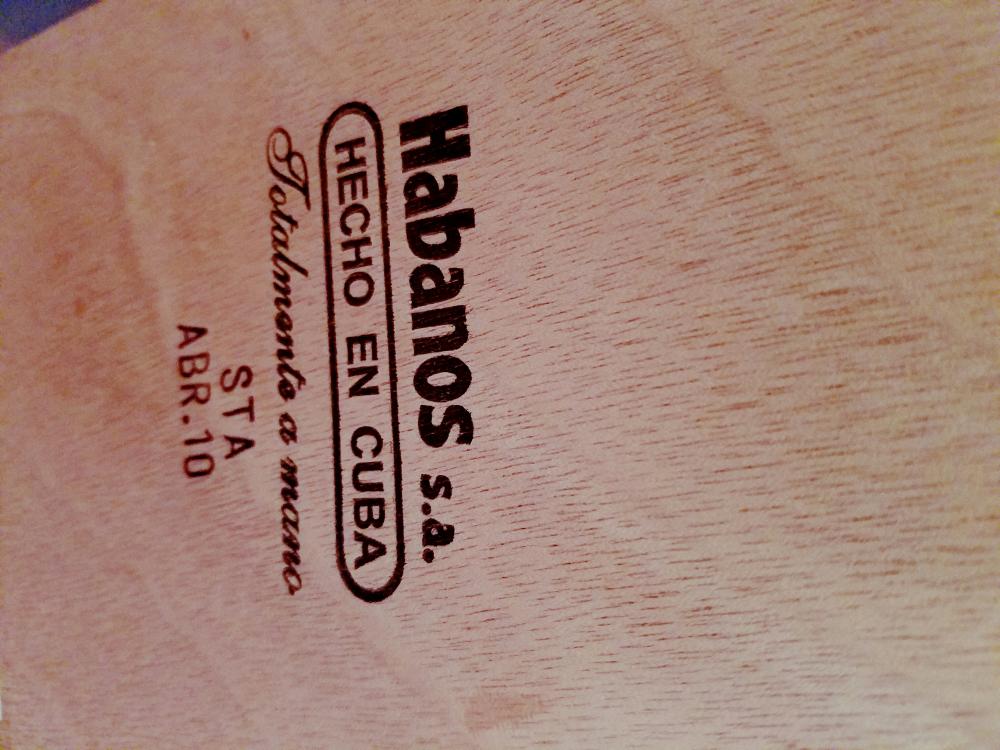 Habanos s.a.
HECHO EN CUBA
Totalmente a mano
STA
ABR.10